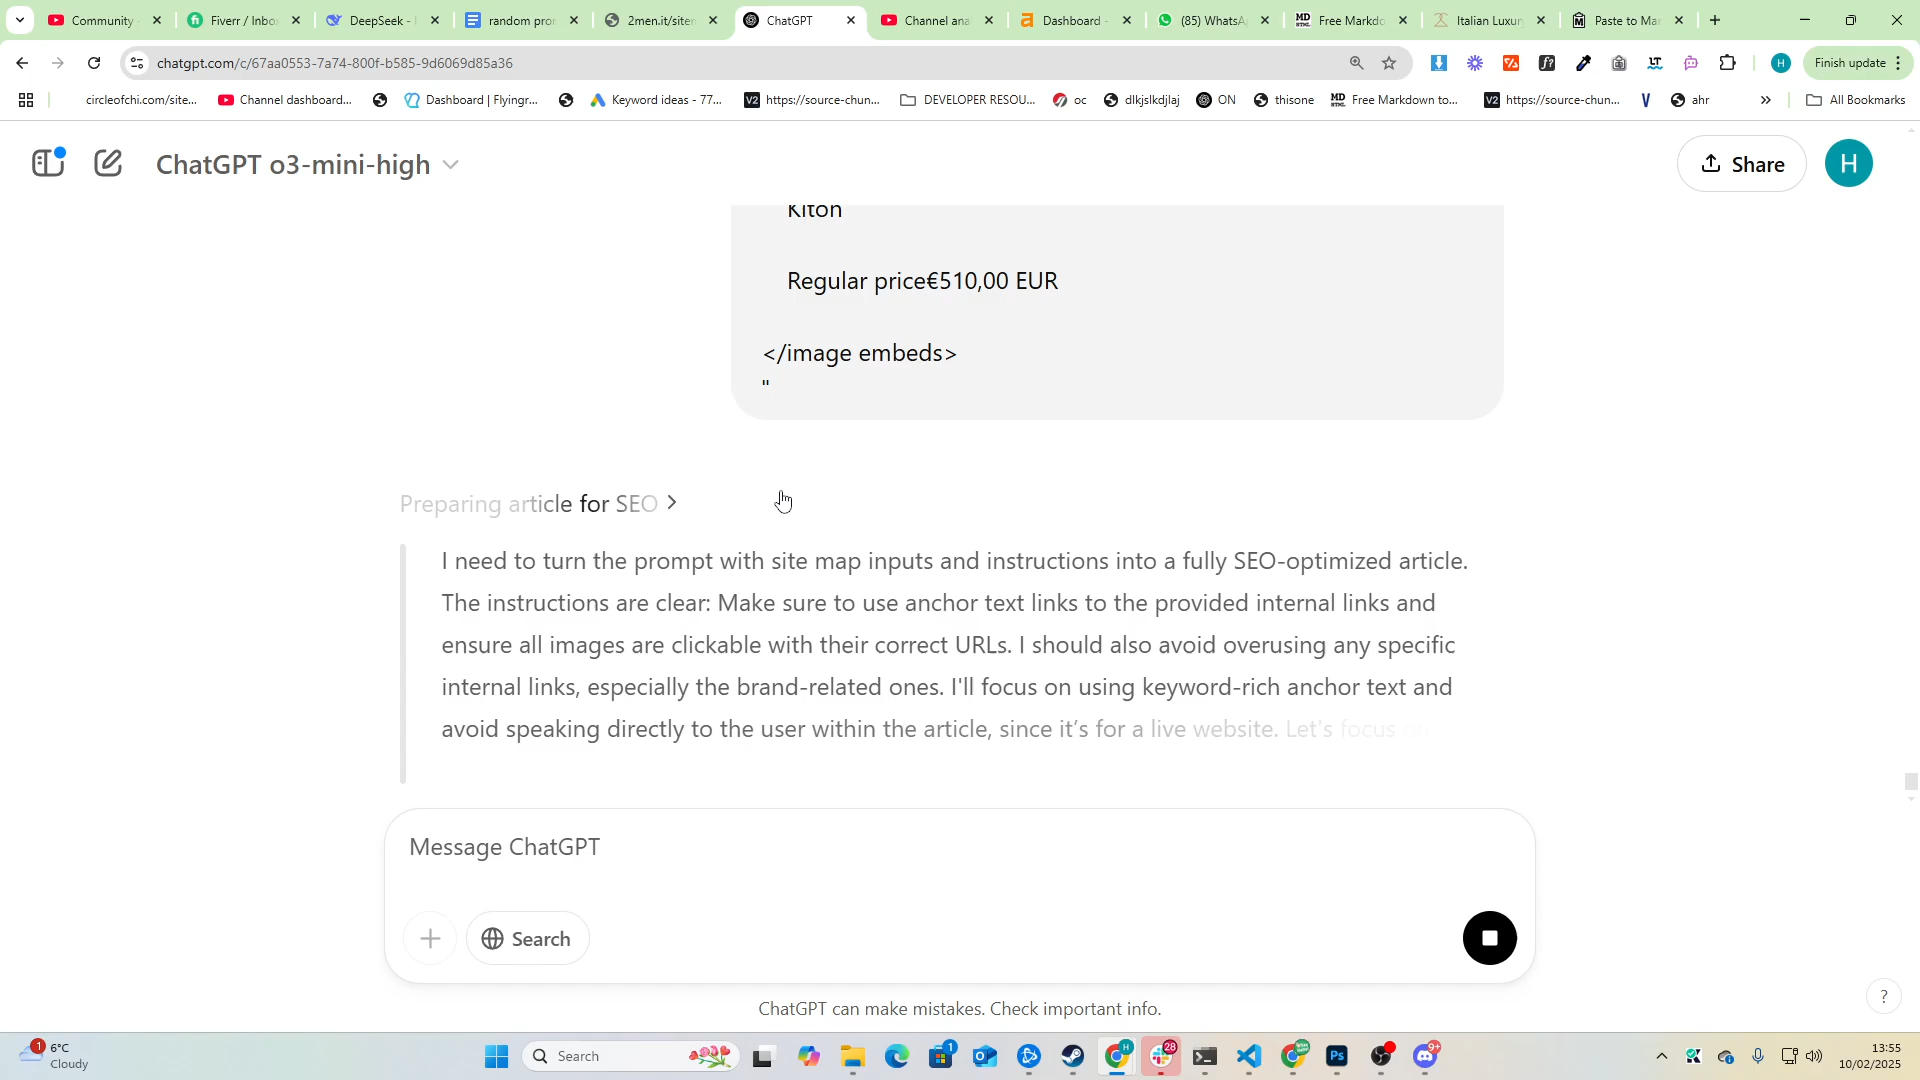 Community
Fiverr / Inbo
DeepSeek -
random pro
2men.it/site
ChatGPT
Channel ana
Dashboard -
(85) WhatsA
Free Markdo
Italian Luxur
Paste to Mar
chatgpt.com/c/67aa0553-7a74-800f-b585-9d6069d85a36
Finish update
circleofchi.com/site...
Channel dashboard...
Dashboard | Flyingr...
Keyword ideas - 77...
https://source-chun...
DEVELOPER RESOU...
oc
dlkjslkdjlaj
ON
thisone
Free Markdown to...
https://source-chun...
ahr
All Bookmarks
ChatGPT o3-mini-high
Share
H
Kiton
Regular price€510,00 EUR
</image embeds>
"
Preparing article for SEO
I need to turn the prompt with site map inputs and instructions into a fully SEO-optimized article.
The instructions are clear: Make sure to use anchor text links to the provided internal links and
ensure all images are clickable with their correct URLs. I should also avoid overusing any specific
internal links, especially the brand-related ones. I'll focus on using keyword-rich anchor text and
avoid speaking directly to the user within the article, since it's for a live website. Let's focus on
Message ChatGPT
Search
ChatGPT can make mistakes. Check important info.
?
6°C
Cloudy
Search
13:55
10/02/2025